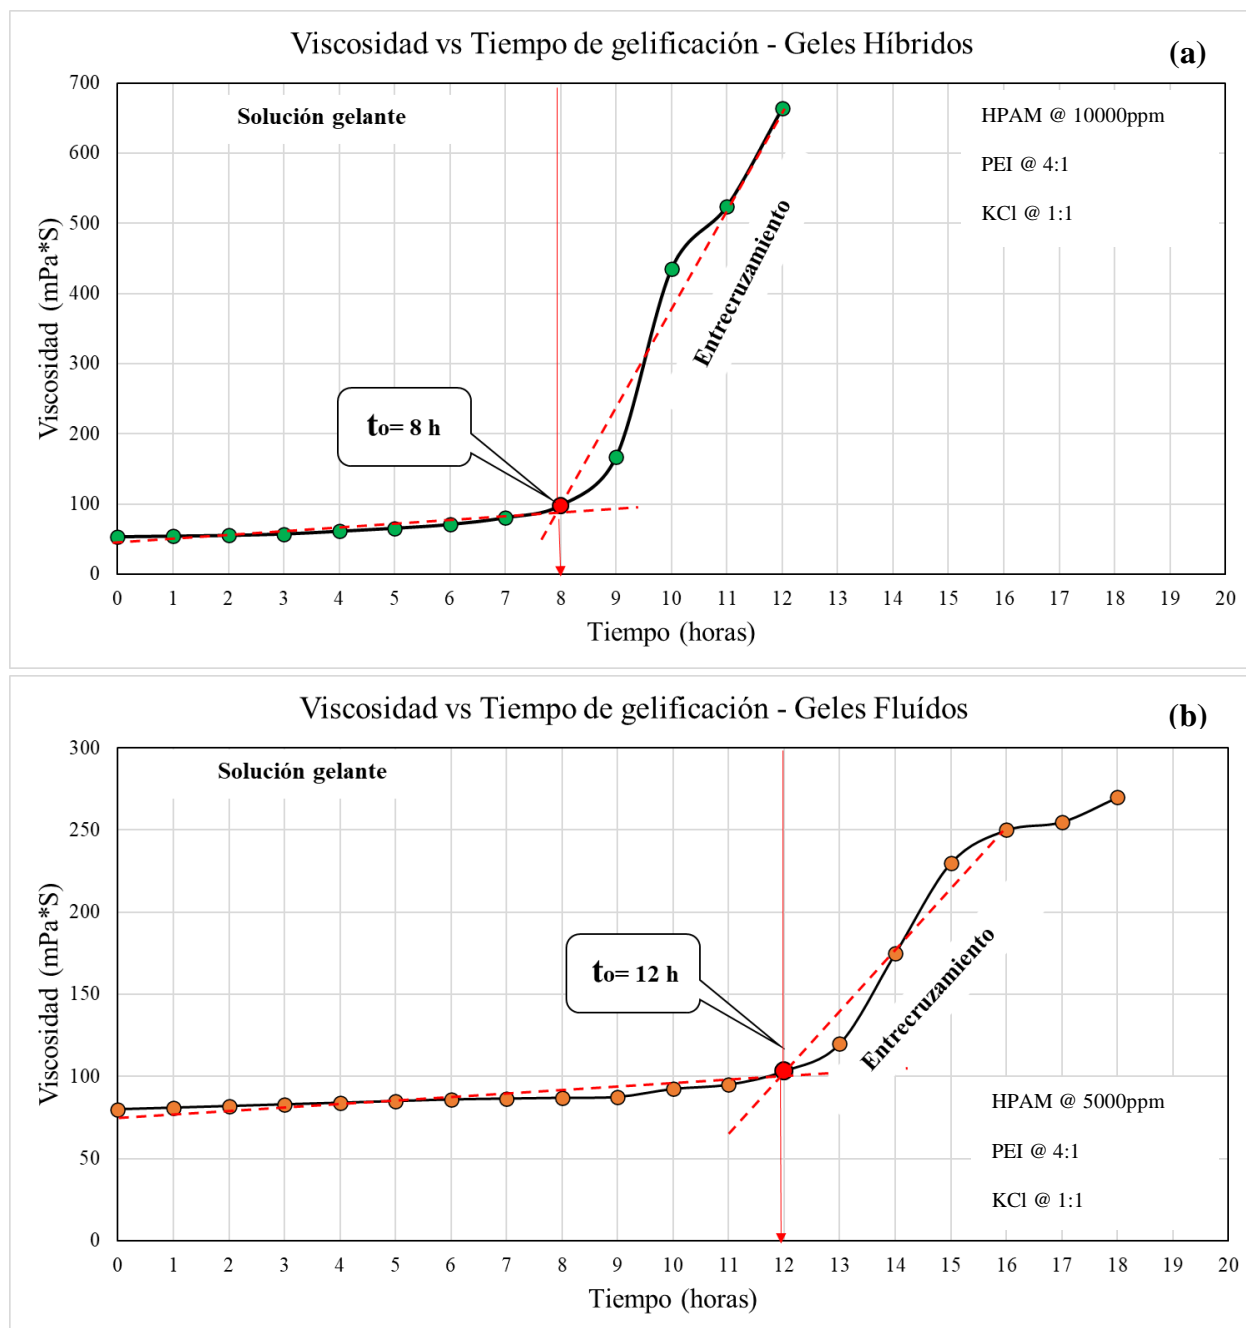 Viscosidad vs Tiempo de gelificación - Geles Híbridos
(a)
Solución gelante
HPAM @ 10000ppm
PEI @ 4:1
KCl @ 1:1
Viscosidad (mPa*S)
700
600
500
400
300
200
100
0
Entrecruzamiento
to= 8 h
0 1 2 3 4 5 6 7 8 9 10 11 12 13 14 15 16 17 18 19 20
Tiempo (horas)
Viscosidad vs Tiempo de gelificación - Geles Fluídos
(b)
Solución gelante
Viscosidad (mPa*S)
300
250
200
150
100
50
0
to= 12 h
Entrecruzamiento
HPAM @ 5000ppm
PEI @ 4:1
KCl @ 1:1
0 1 2 3 4 5 6 7 8 9 10 11 12 13 14 15 16 17 18 19 20
Tiempo (horas)